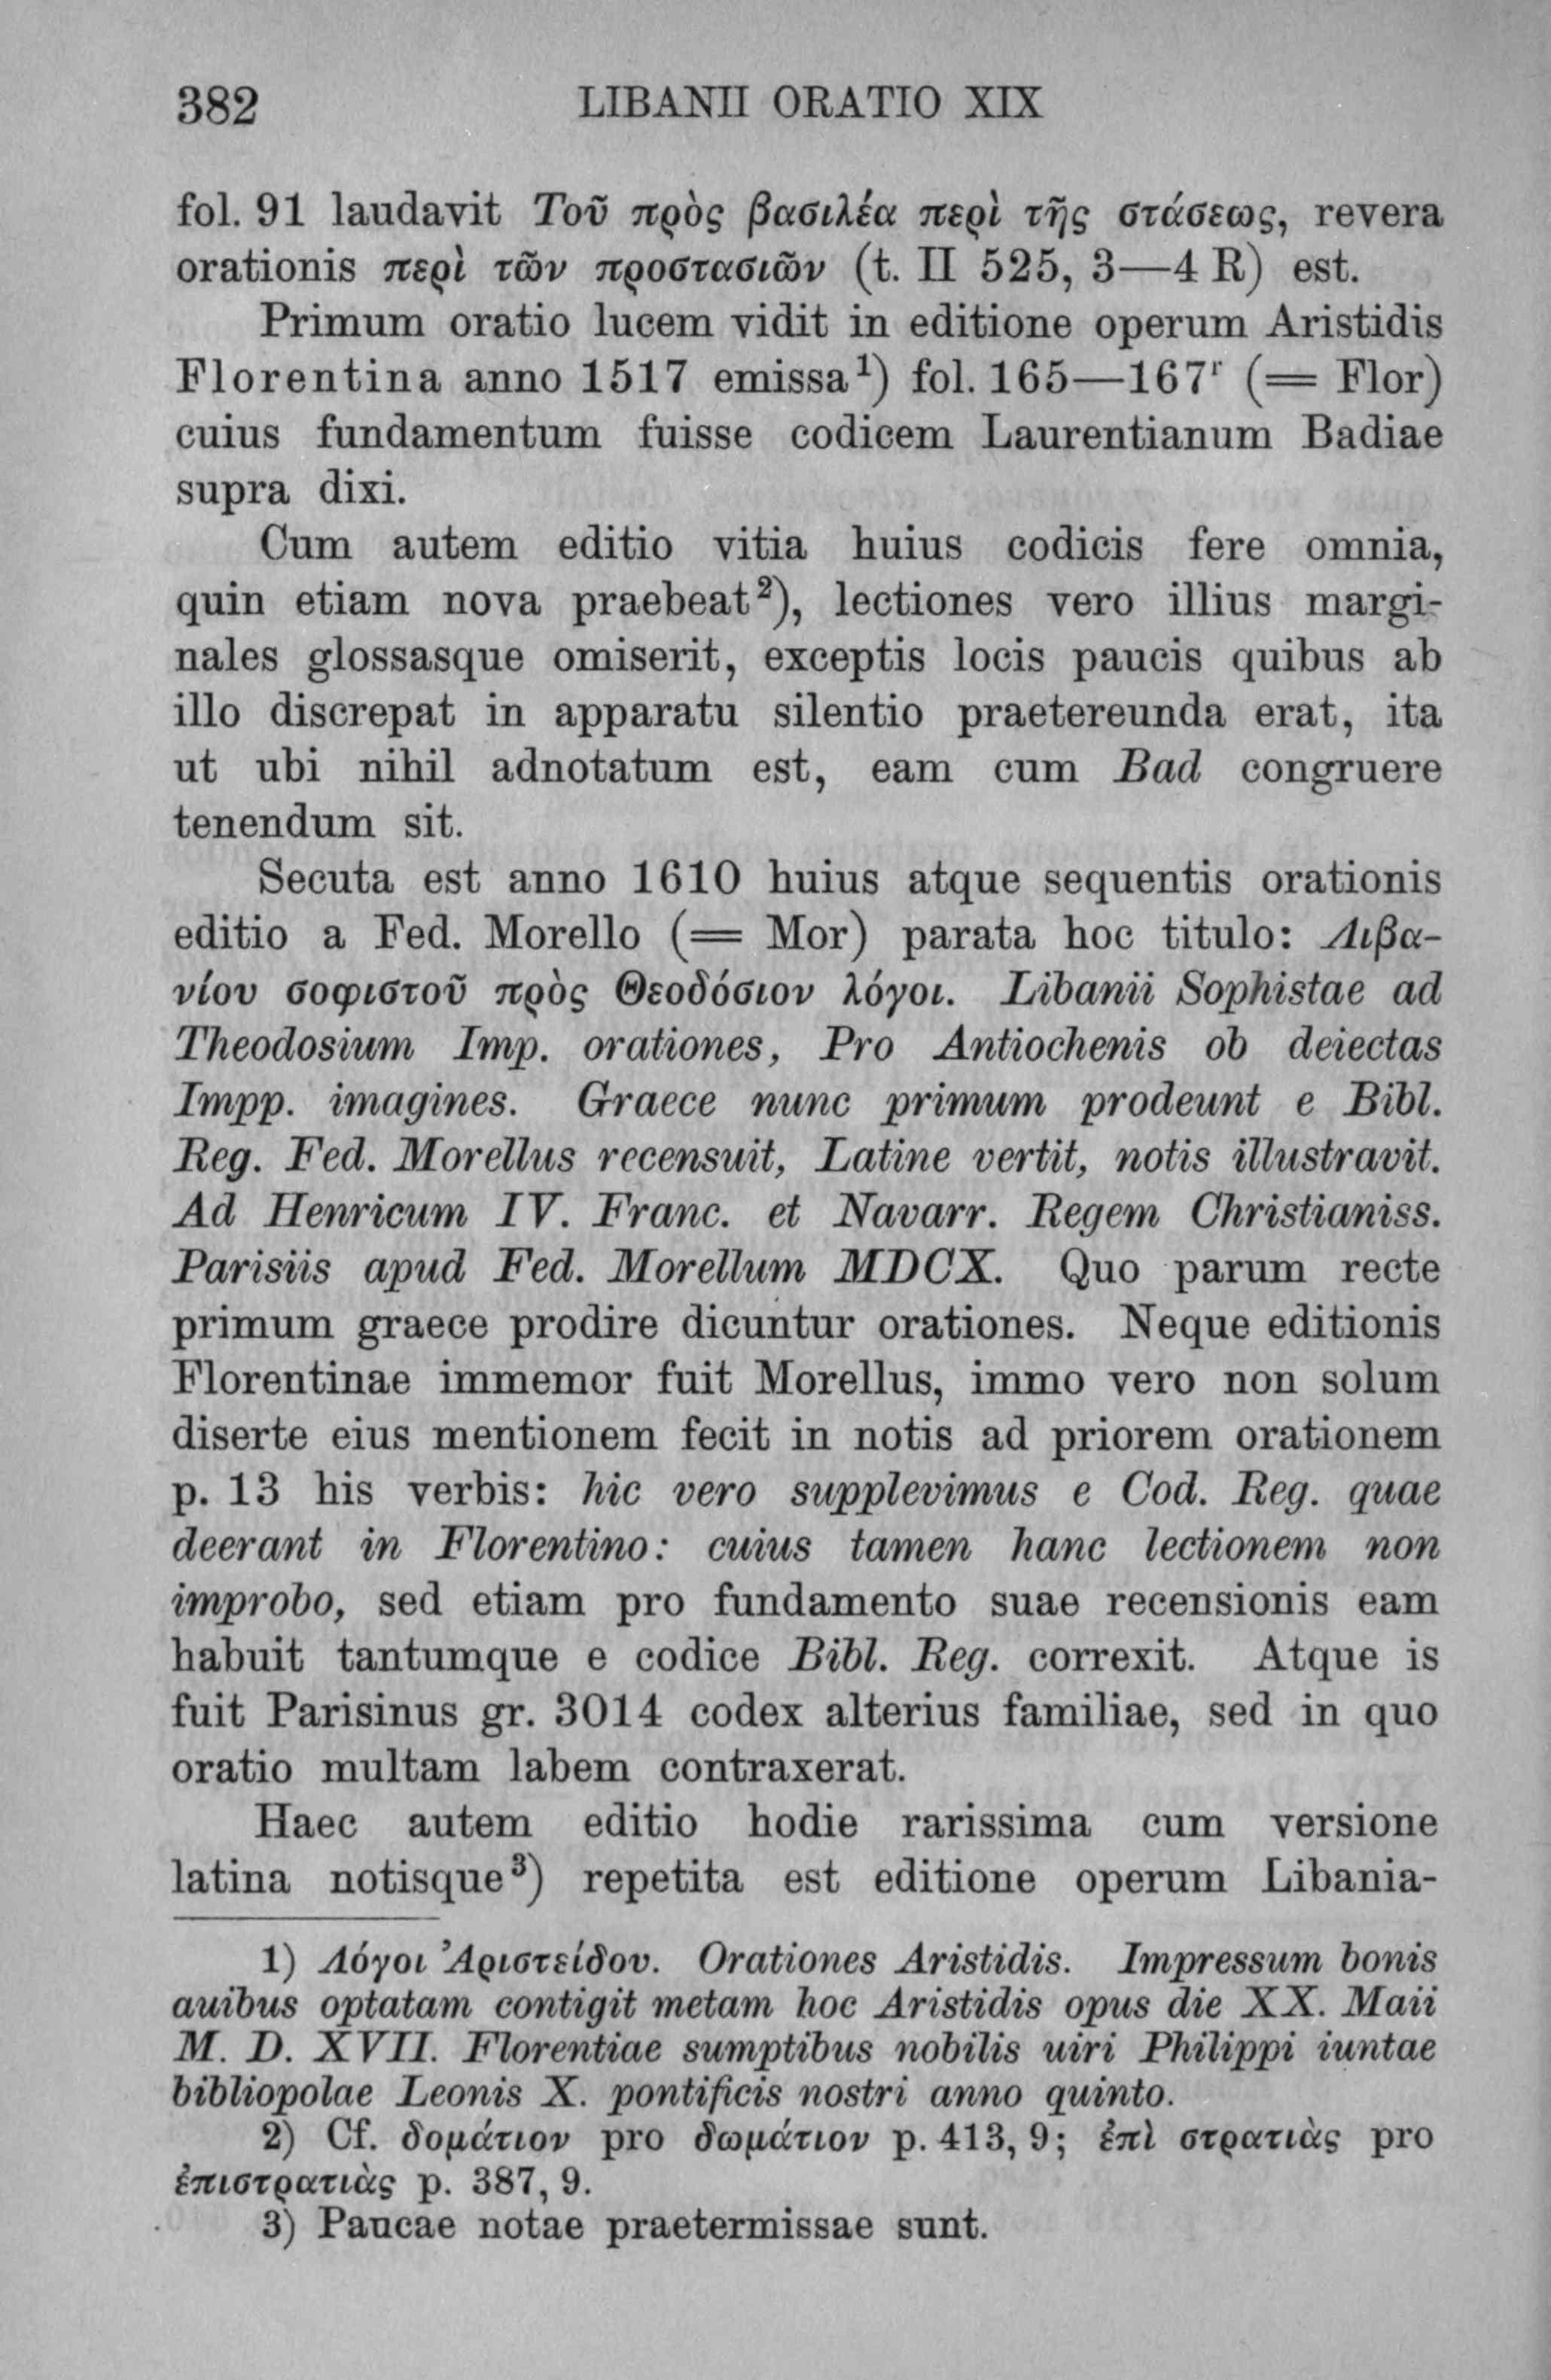 382 LIBANII ORATIO XIX
fol. 91 laudavit Τοῦ πρὸς βασιλέα περὶ τῆς στάσεως, revera
orationis περὶ τῶν προστασιῶν (t. II 525, 3—4 R) est.
Primum oratio lucem vidit in editione operum Aristidis
Florentina anno 1517 emissa¹) fol. 165—167ʳ (= Flor)
cuius fundamentum fuisse codicem Laurentianum Badiae
supra dixi.
Cum autem editio vitia huius codicis fere omnia,
quin etiam nova praebeat²), lectiones vero illius margi-
nales glossasque omiserit, exceptis locis paucis quibus ab
illo discrepat in apparatu silentio praetereunda erat, ita
ut ubi nihil adnotatum est, eam cum Bad congruere
tenendum sit.
Secuta est anno 1610 huius atque sequentis orationis
editio a Fed. Morello (= Mor) parata hoc titulo: Λιβα-
νίου σοφιστοῦ πρὸς Θεοδόσιον λόγοι. Libanii Sophistae ad
Theodosium Imp. orationes, Pro Antiochenis ob deiectas
Impp. imagines. Graece nunc primum prodeunt e Bibl.
Reg. Fed. Morellus recensuit, Latine vertit, notis illustravit.
Ad Henricum IV. Franc. et Navarr. Regem Christianiss.
Parisiis apud Fed. Morellum MDCX. Quo parum recte
primum graece prodire dicuntur orationes. Neque editionis
Florentinae immemor fuit Morellus, immo vero non solum
diserte eius mentionem fecit in notis ad priorem orationem
p. 13 his verbis: hic vero supplevimus e Cod. Reg. quae
deerant in Florentino: cuius tamen hanc lectionem non
improbo, sed etiam pro fundamento suae recensionis eam
habuit tantumque e codice Bibl. Reg. correxit. Atque is
fuit Parisinus gr. 3014 codex alterius familiae, sed in quo
oratio multam labem contraxerat.
Haec autem editio hodie rarissima cum versione
latina notisque³) repetita est editione operum Libania-
1) Λόγοι Ἀριστείδου. Orationes Aristidis. Impressum bonis
auibus optatam contigit metam hoc Aristidis opus die XX. Maii
M. D. XVII. Florentiae sumptibus nobilis uiri Philippi iuntae
bibliopolae Leonis X. pontificis nostri anno quinto.
2) Cf. δομάτιον pro δωμάτιον p. 413, 9; ἐπὶ στρατιὰς pro
ἐπιστρατιὰς p. 387, 9.
3) Paucae notae praetermissae sunt.